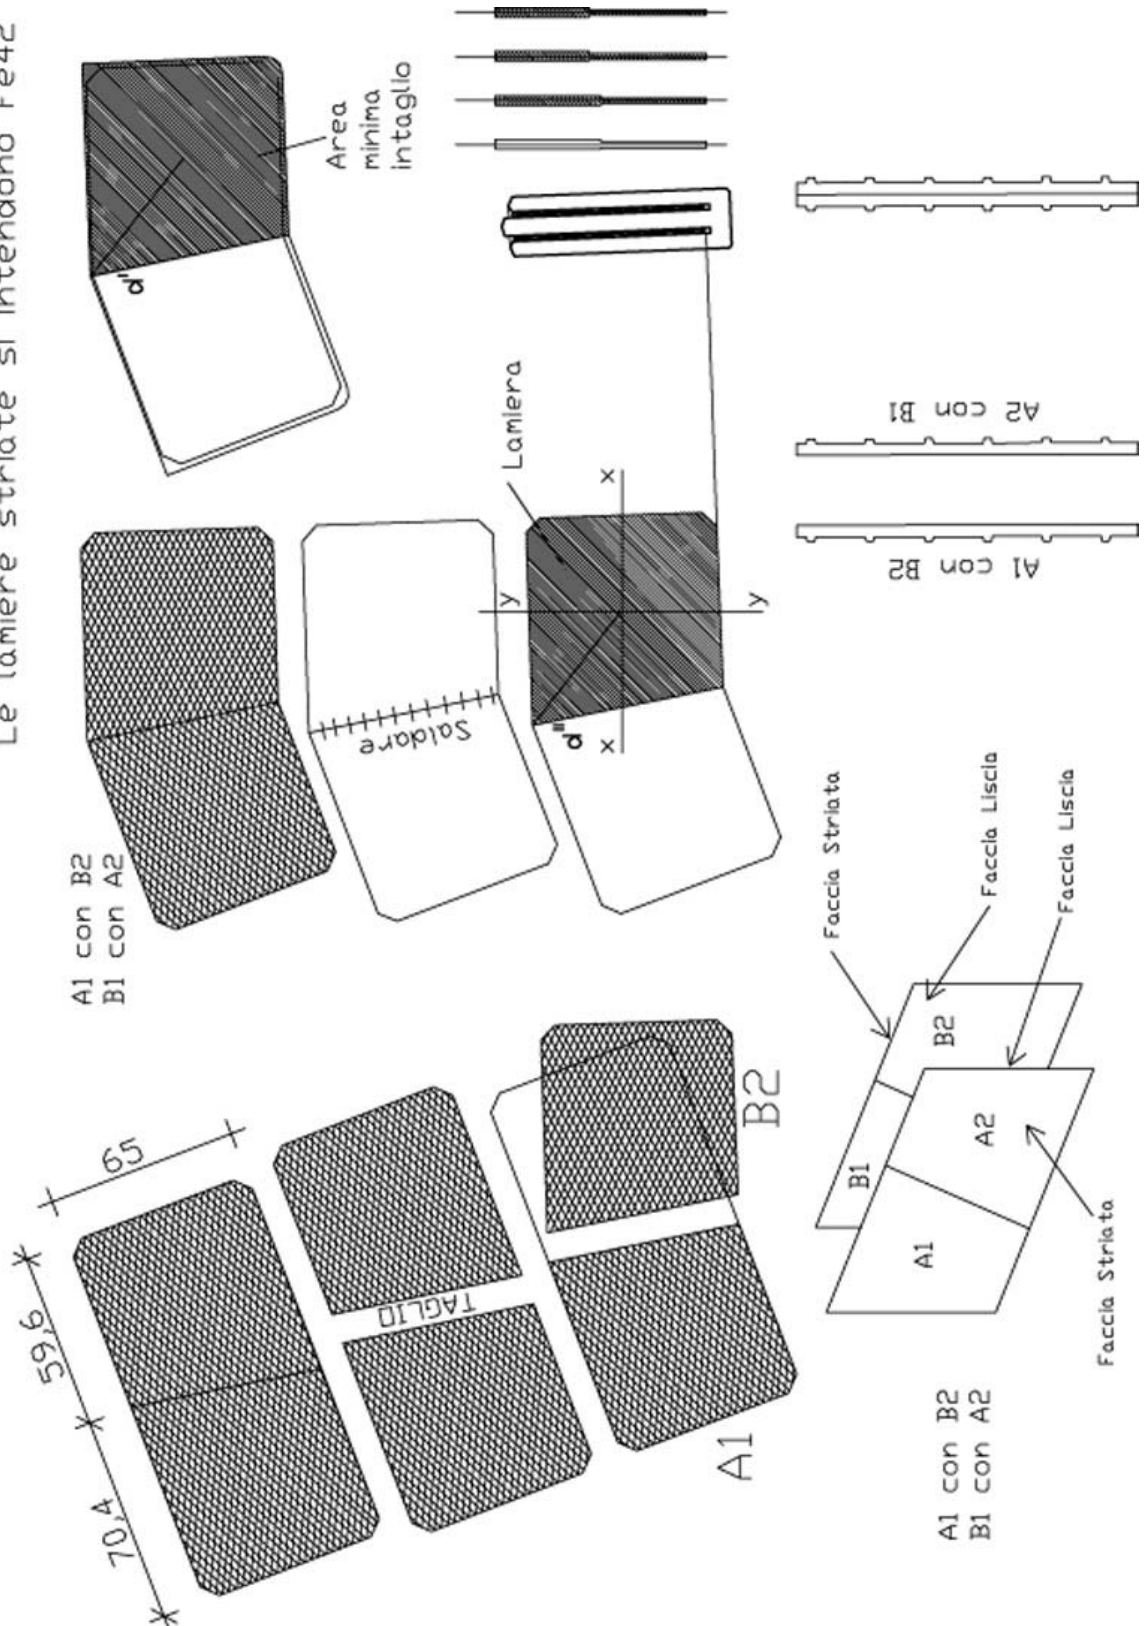 Le lamiere striate si intendono Fe42
Area
minima
intaglio
d"
A1 con B2
B1 con A2
Saldare
Lamiera
d"
x
x
y
y
A2 con B1
A1 con B2
70,4
59,6
65
TAGLIO
A1
B2
A1 con B2
B1 con A2
A1
B1
A2
B2
Faccia Striata
Faccia Liscia
Faccia Liscia
Faccia Striata